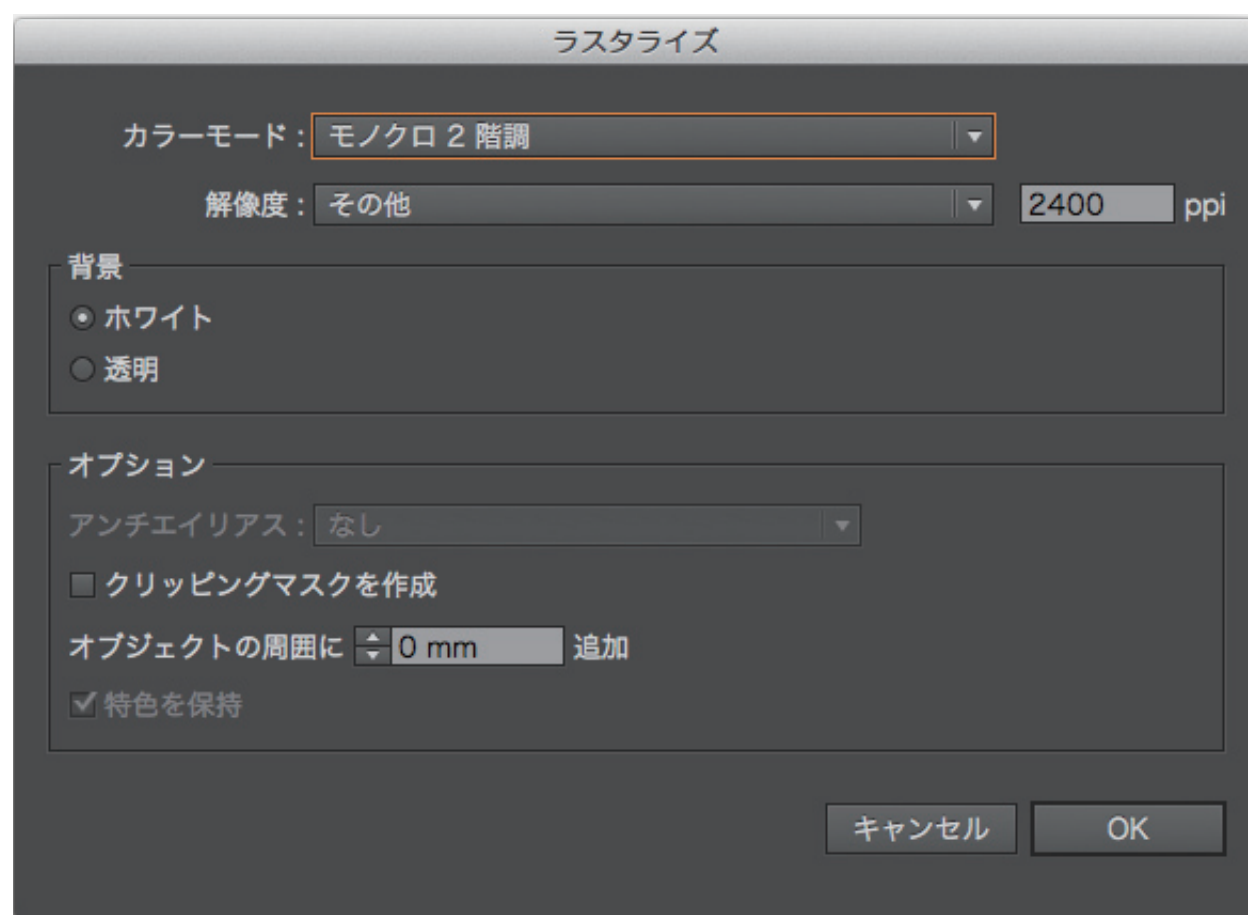 ラスタライズ
カラーモード : モノクロ 2 階調
解像度 : その他 2400 ppi
背景
ホワイト
透明
オプション
アンチエイリアス : なし
クリッピングマスクを作成
オブジェクトの周囲に 0 mm 追加
特色を保持
キャンセル OK